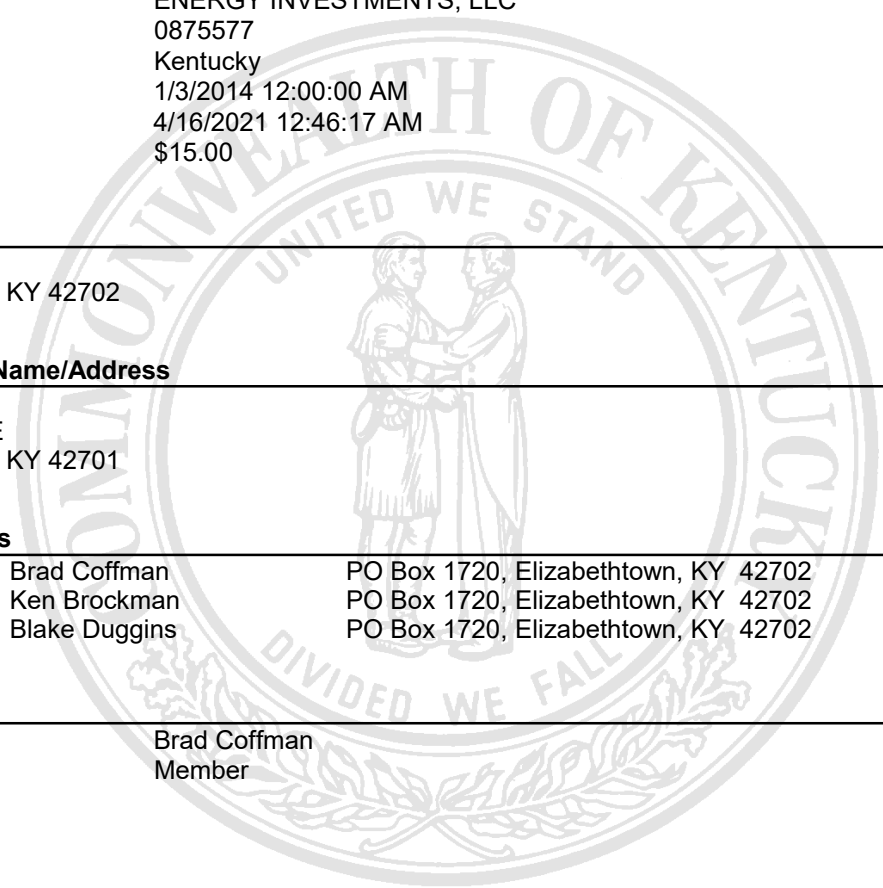 ENERGY INVESTMENTS, LLC
0875577
Kentucky
1/3/2014 12:00:00 AM
4/16/2021 12:46:17 AM
$15.00
COMMONWEALTH OF KENTUCKY
UNITED WE STAND
KY 42702
Name/Address
E
KY 42701
s
Brad Coffman PO Box 1720, Elizabethtown, KY 42702
Ken Brockman PO Box 1720, Elizabethtown, KY 42702
Blake Duggins PO Box 1720, Elizabethtown, KY 42702
DIVIDED WE FALL
Brad Coffman
Member